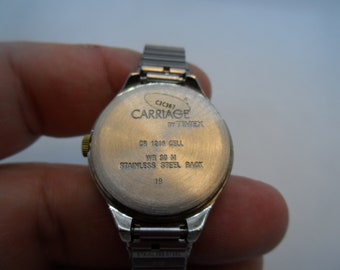 CARRIAGE
BY TIMEX
CR 1216 CELL
WR 30 M
STAINLESS STEEL BACK